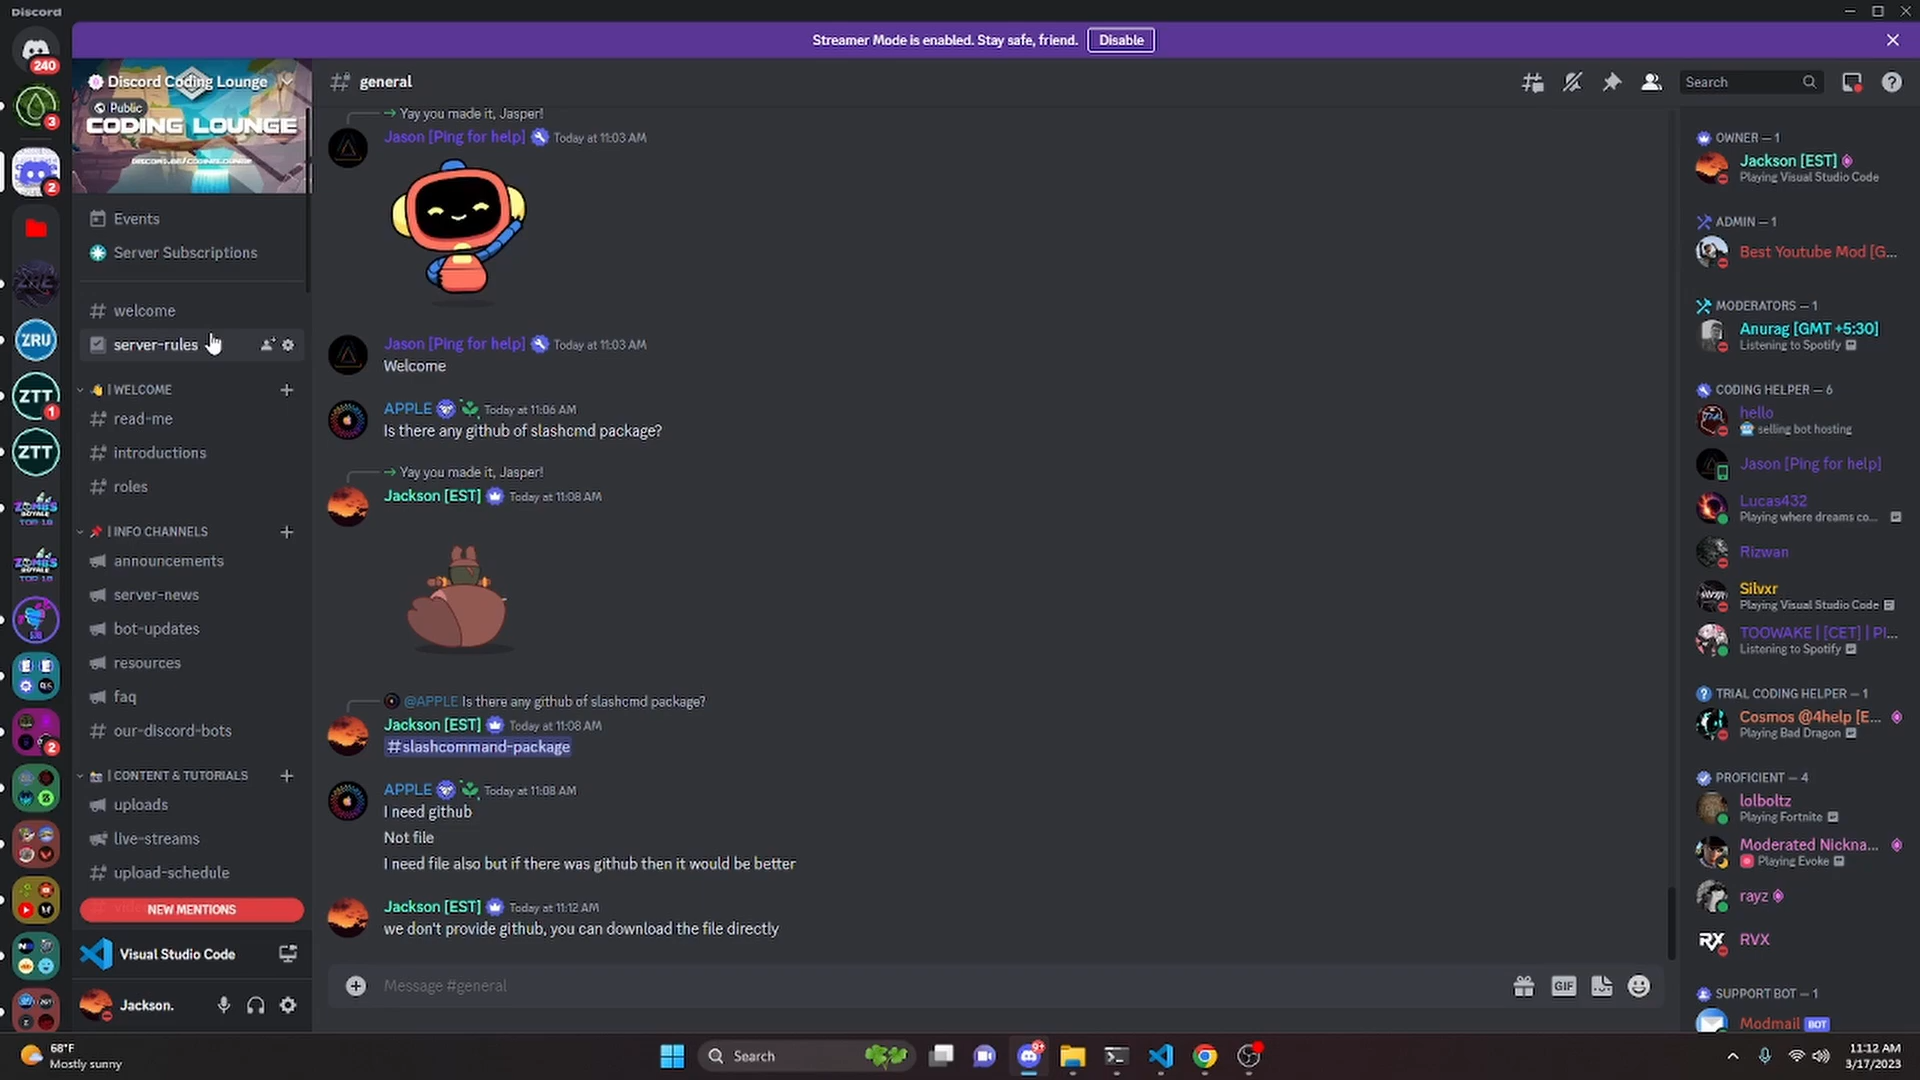 Discord
Streamer Mode is enabled. Stay safe, friend.
Disable
240
3
2
ZRU
ZTT
1
ZTT
2
Discord Coding Lounge
Public
CODING LOUNGE
Events
Server Subscriptions
welcome
server-rules
| WELCOME
read-me
introductions
roles
| INFO CHANNELS
announcements
server-news
bot-updates
resources
faq
our-discord-bots
| CONTENT & TUTORIALS
uploads
live-streams
upload-schedule
NEW MENTIONS
Visual Studio Code
Jackson.
general
Search
Yay you made it, Jasper!
Jason [Ping for help] Today at 11:03 AM
Jason [Ping for help] Today at 11:03 AM
Welcome
APPLE Today at 11:06 AM
Is there any github of slashcmd package?
Yay you made it, Jasper!
Jackson [EST] Today at 11:08 AM
@APPLE Is there any github of slashcmd package?
Jackson [EST] Today at 11:08 AM
#slashcommand-package
APPLE Today at 11:08 AM
I need github
Not file
I need file also but if there was github then it would be better
Jackson [EST] Today at 11:12 AM
we don't provide github, you can download the file directly
Message #general
GIF
OWNER — 1
Jackson [EST]
Playing Visual Studio Code
ADMIN — 1
Best Youtube Mod [G...
MODERATORS — 1
Anurag [GMT +5:30]
Listening to Spotify
CODING HELPER — 6
hello
selling bot hosting
Jason [Ping for help]
Lucas432
Playing where dreams co...
Rizwan
Silvxr
Playing Visual Studio Code
TOOWAKE | [CET] | Pl...
Listening to Spotify
TRIAL CODING HELPER — 1
Cosmos @4help [E...
Playing Bad Dragon
PROFICIENT — 4
lolboltz
Playing Fortnite
Moderated Nickna...
Playing Evoke
rayz
RX RVX
SUPPORT BOT — 1
Modmail BOT
68°F
Mostly sunny
Search
9+
11:12 AM
3/17/2023